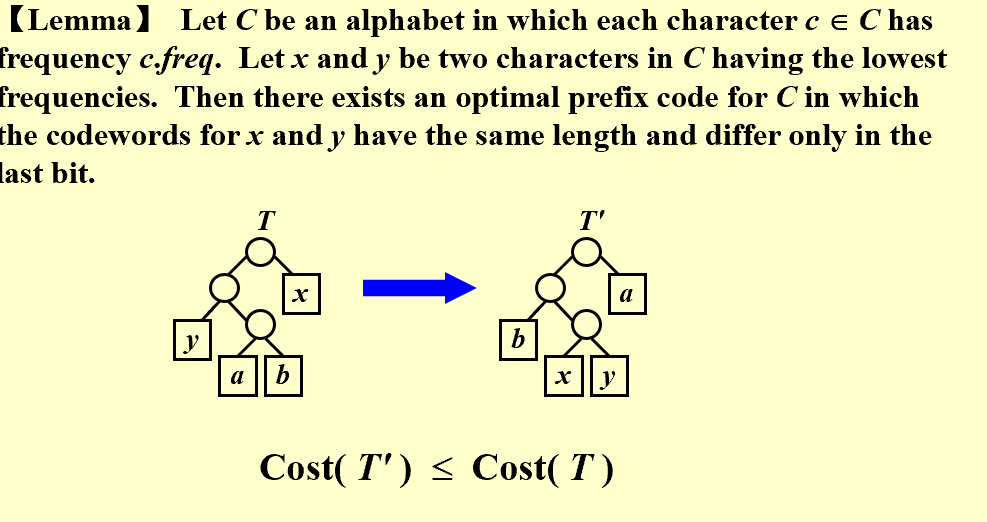 【Lemma】 Let C be an alphabet in which each character c ∈ C has
frequency c.freq. Let x and y be two characters in C having the lowest
frequencies. Then there exists an optimal prefix code for C in which
the codewords for x and y have the same length and differ only in the
last bit.
T T′
x a
y b
a b x y
Cost( T′ ) ≤ Cost( T )